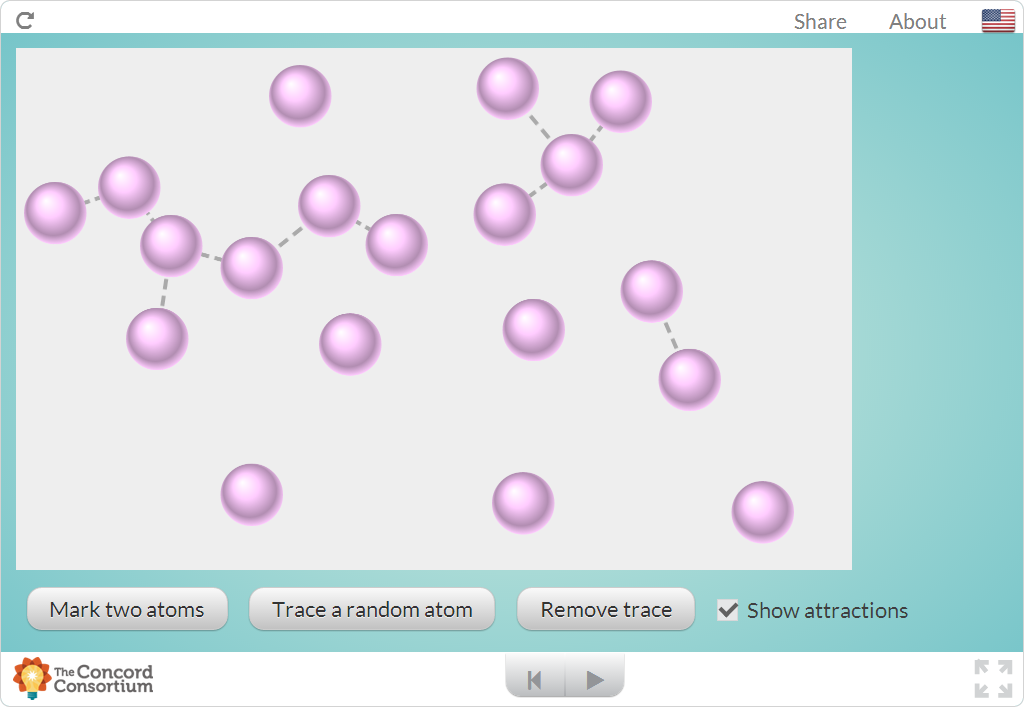 Share About
Mark two atoms Trace a random atom Remove trace Show attractions
The Concord
Consortium